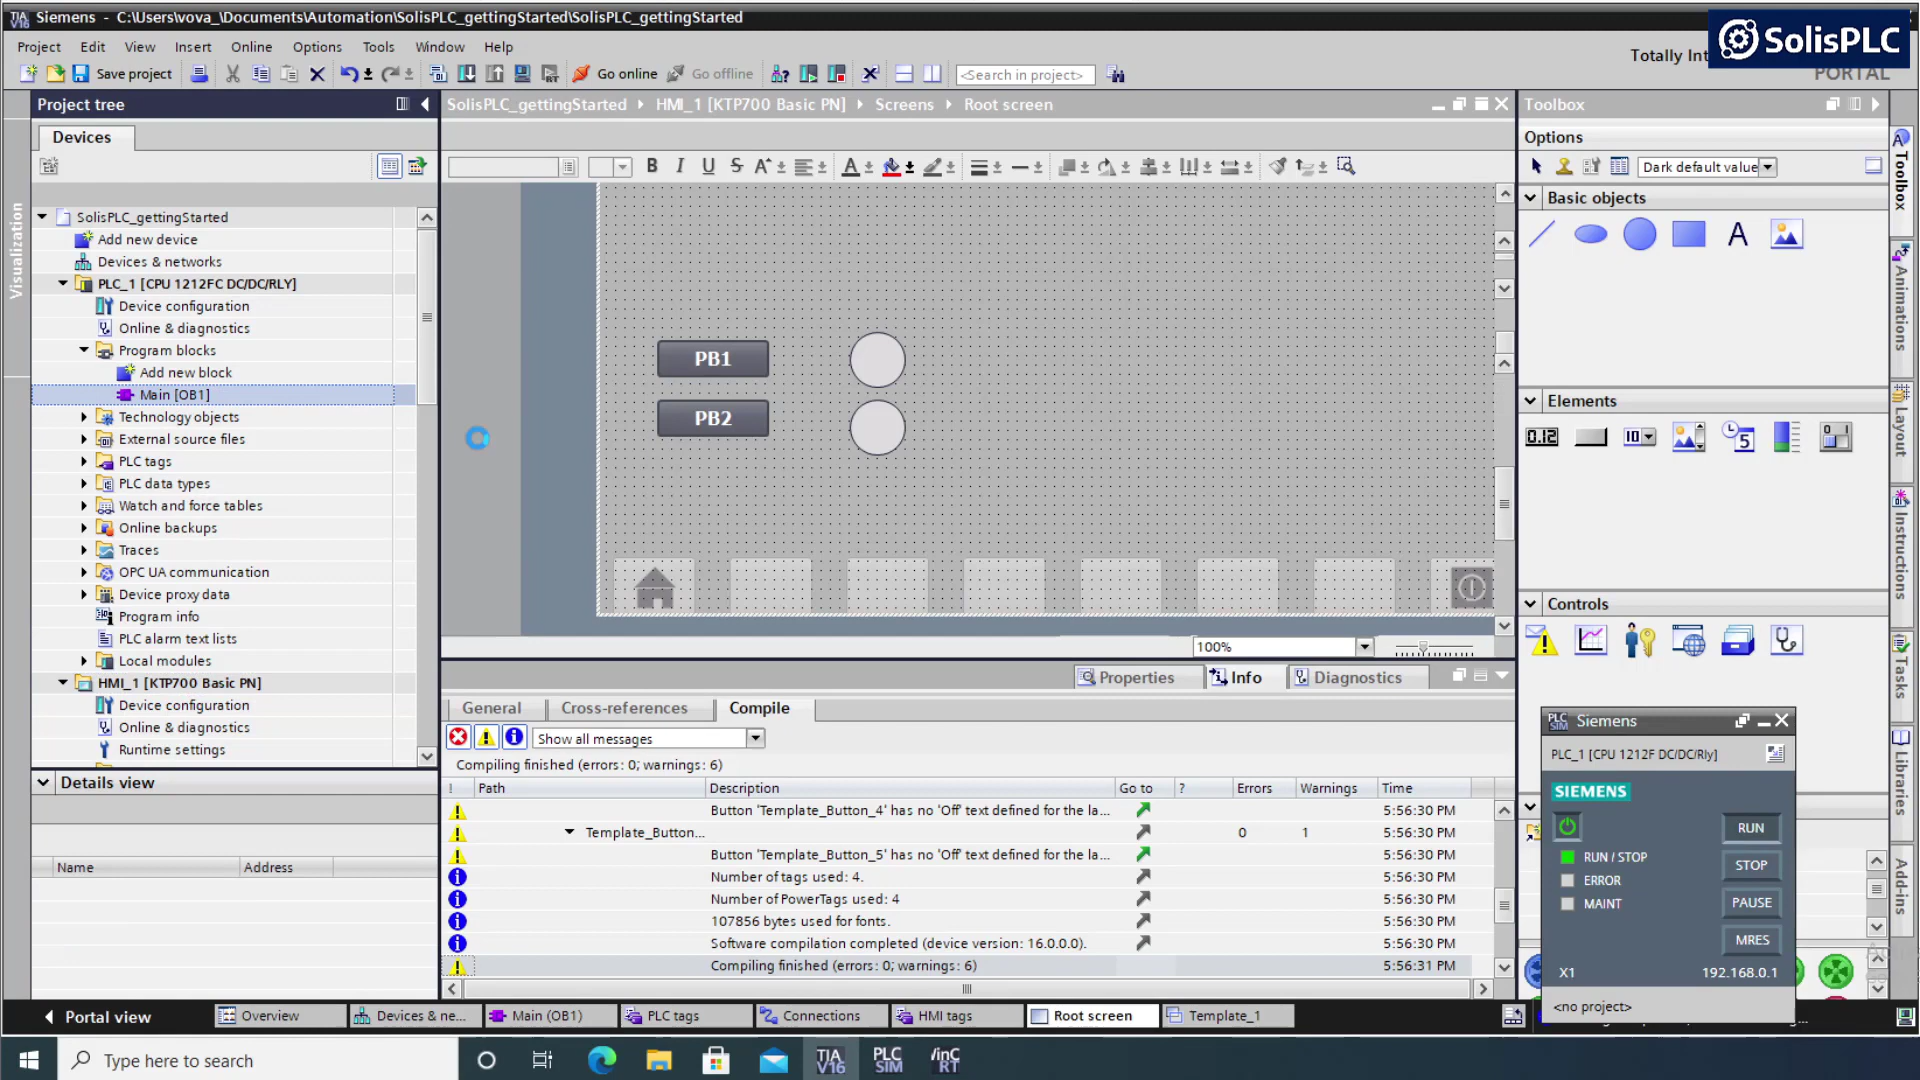 Siemens - C:\Users\vova_\Documents\Automation\SolisPLC_gettingStarted\SolisPLC_gettingStarted
SolisPLC
Project Edit View Insert Online Options Tools Window Help
Totally Int
PORTAL
Save project
Go online
Go offline
<Search in project>
Project tree
SolisPLC_gettingStarted
HMI_1 [KTP700 Basic PN]
Screens
Root screen
Toolbox
Devices
Options
B I U S
Dark default value
Visualization
SolisPLC_gettingStarted
Add new device
Devices & networks
PLC_1 [CPU 1212FC DC/DC/RLY]
Device configuration
Online & diagnostics
Program blocks
Add new block
Main [OB1]
Technology objects
External source files
PLC tags
PLC data types
Watch and force tables
Online backups
Traces
OPC UA communication
Device proxy data
Program info
PLC alarm text lists
Local modules
HMI_1 [KTP700 Basic PN]
Device configuration
Online & diagnostics
Runtime settings
Details view
Name Address
PB1
PB2
100%
Basic objects
Elements
Controls
Toolbox
Animations
Layout
Instructions
Tasks
Libraries
Add-ins
Properties Info Diagnostics
General Cross-references Compile
Show all messages
Compiling finished (errors: 0; warnings: 6)
! Path Description Go to ? Errors Warnings Time
Button 'Template_Button_4' has no 'Off' text defined for the la... 5:56:30 PM
Template_Button... 0 1 5:56:30 PM
Button 'Template_Button_5' has no 'Off' text defined for the la... 5:56:30 PM
Number of tags used: 4. 5:56:30 PM
Number of PowerTags used: 4 5:56:30 PM
107856 bytes used for fonts. 5:56:30 PM
Software compilation completed (device version: 16.0.0.0). 5:56:30 PM
Compiling finished (errors: 0; warnings: 6) 5:56:31 PM
PLC SIM Siemens
PLC_1 [CPU 1212F DC/DC/Rly]
SIEMENS
RUN
RUN / STOP
STOP
ERROR
MAINT
PAUSE
MRES
X1 192.168.0.1
<no project>
Portal view
Overview
Devices & ne...
Main (OB1)
PLC tags
Connections
HMI tags
Root screen
Template_1
Type here to search
TIA V16
PLC SIM
WinC RT